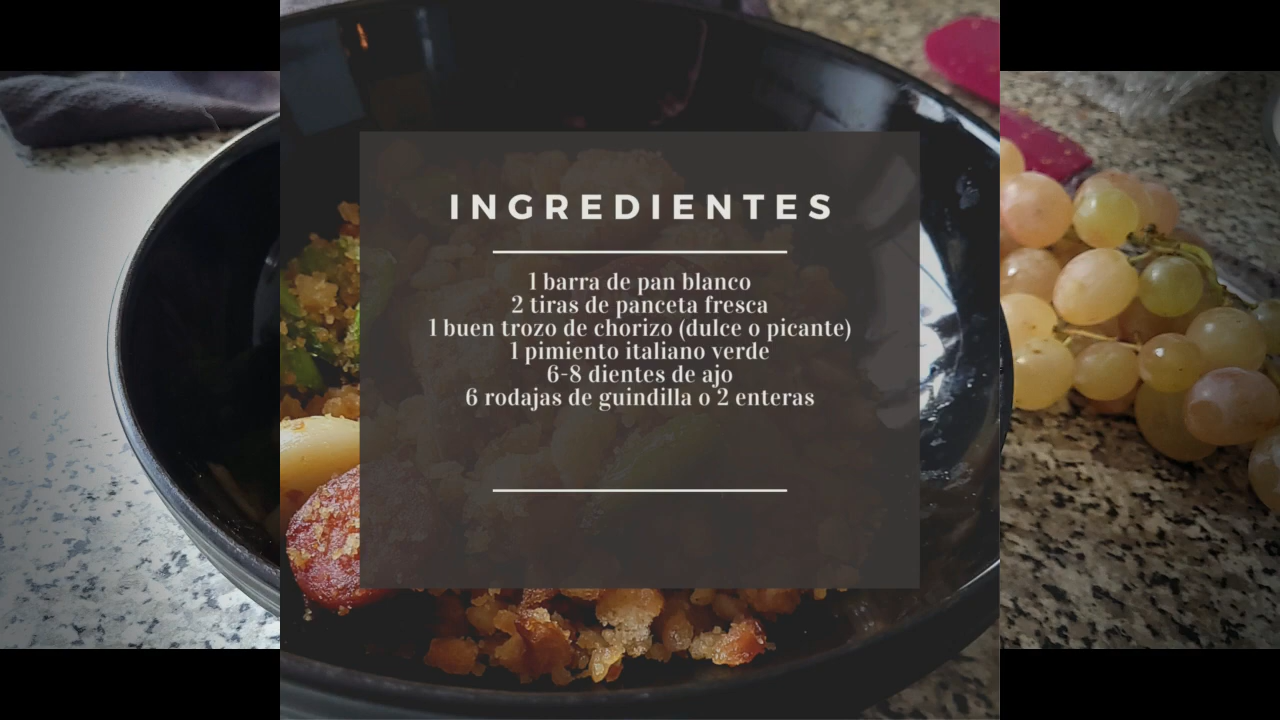 INGREDIENTES
1 barra de pan blanco
2 tiras de panceta fresca
1 buen trozo de chorizo (dulce o picante)
1 pimiento italiano verde
6-8 dientes de ajo
6 rodajas de guindilla o 2 enteras